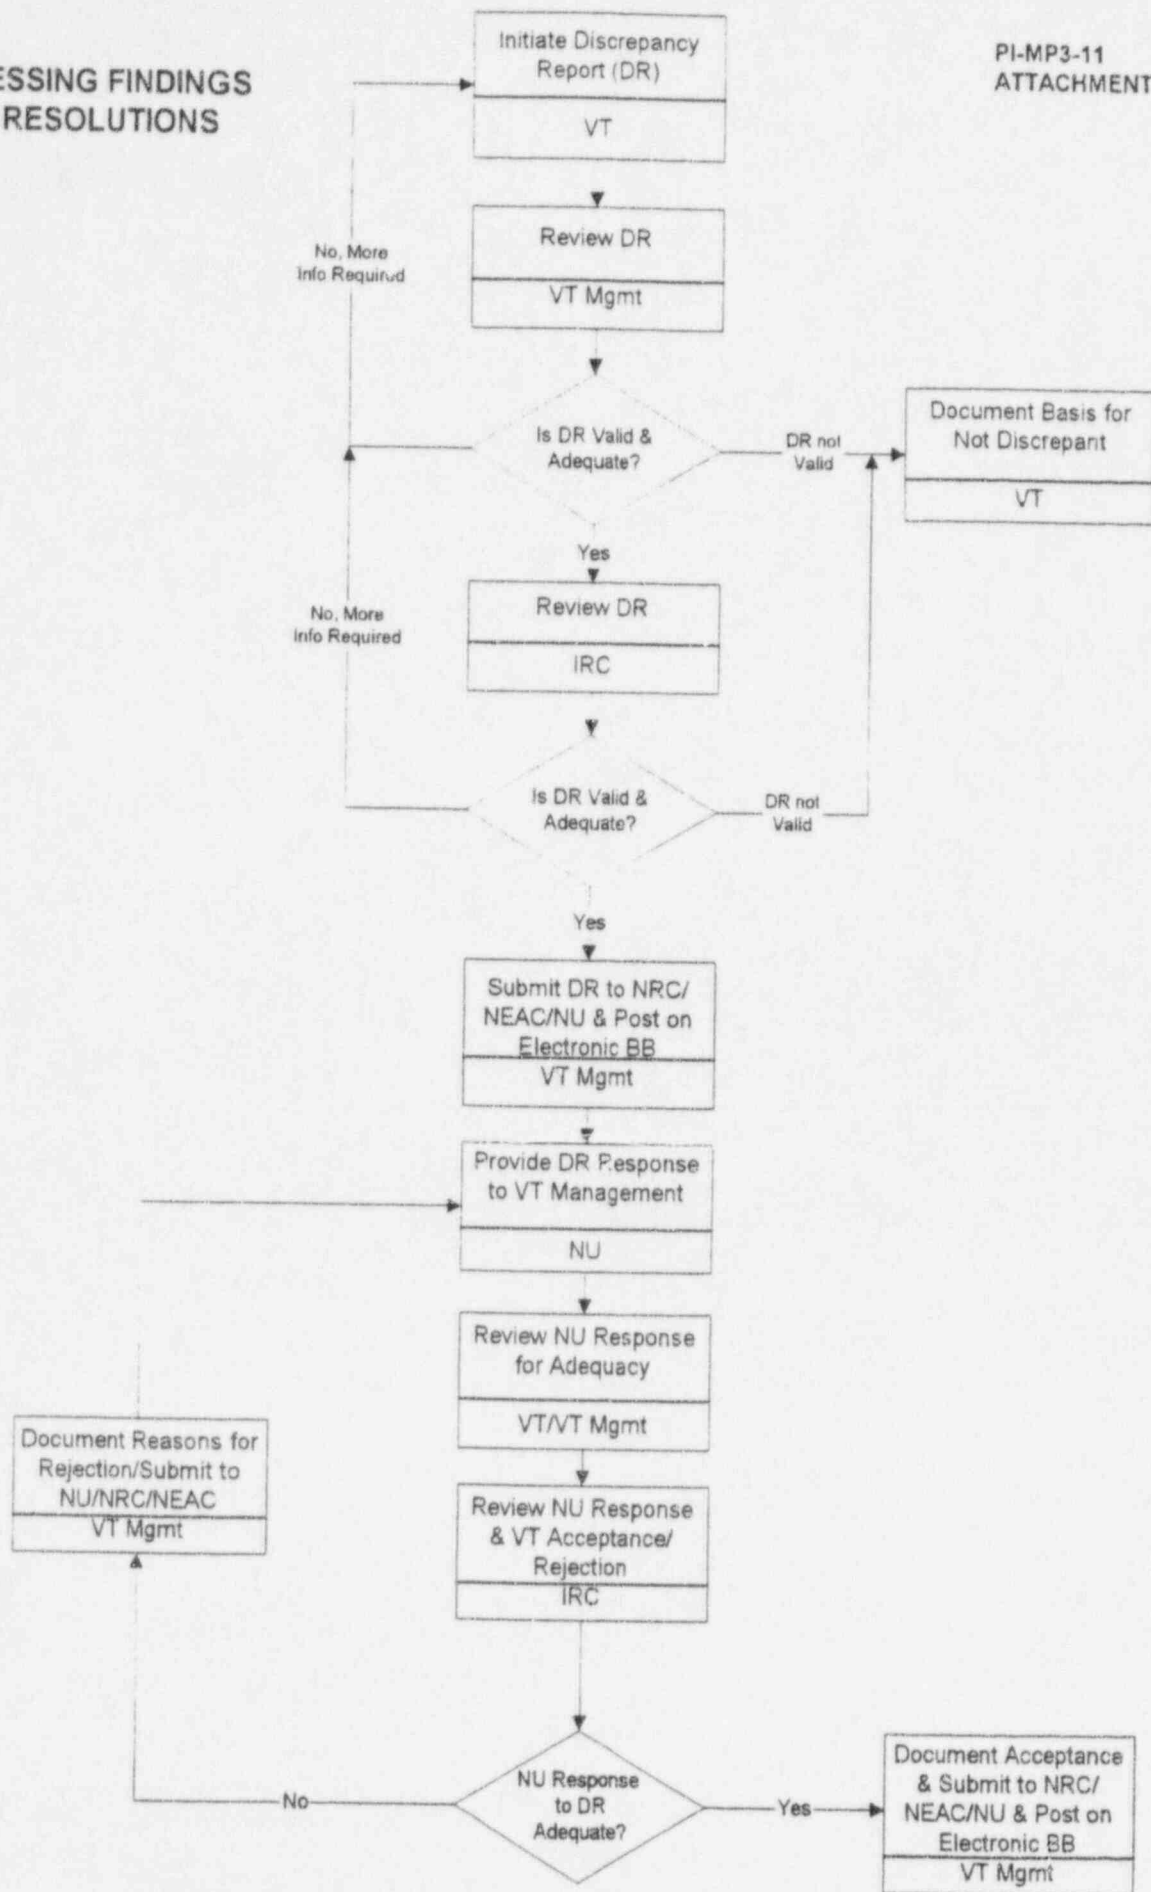 ESSING FINDINGS
RESOLUTIONS
PI-MP3-11
ATTACHMENT
Initiate Discrepancy
Report (DR)
VT
Review DR
VT Mgmt
No, More
Info Required
Is DR Valid &
Adequate?
DR not
Valid
Document Basis for
Not Discrepant
VT
Yes
Review DR
IRC
No, More
Info Required
Is DR Valid &
Adequate?
DR not
Valid
Yes
Submit DR to NRC/
NEAC/NU & Post on
Electronic BB
VT Mgmt
Provide DR Response
to VT Management
NU
Review NU Response
for Adequacy
VT/VT Mgmt
Document Reasons for
Rejection/Submit to
NU/NRC/NEAC
VT Mgmt
Review NU Response
& VT Acceptance/
Rejection
IRC
NU Response
to DR
Adequate?
No
Yes
Document Acceptance
& Submit to NRC/
NEAC/NU & Post on
Electronic BB
VT Mgmt